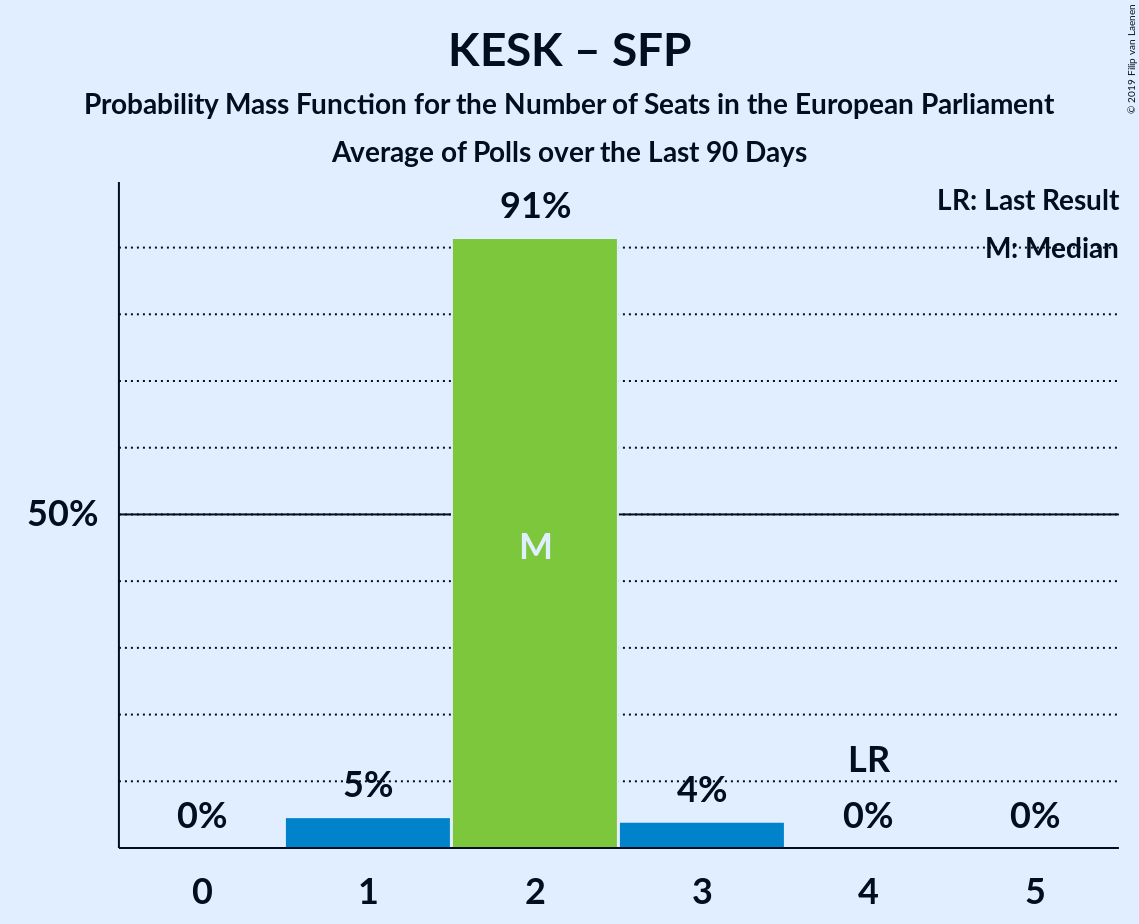 KESK – SFP
Probability Mass Function for the Number of Seats in the European Parliament
Average of Polls over the Last 90 Days
© 2019 Filip van Laenen
LR: Last Result
M: Median
91%
50%
M
LR
0%
5%
4%
0%
0%
0 1 2 3 4 5